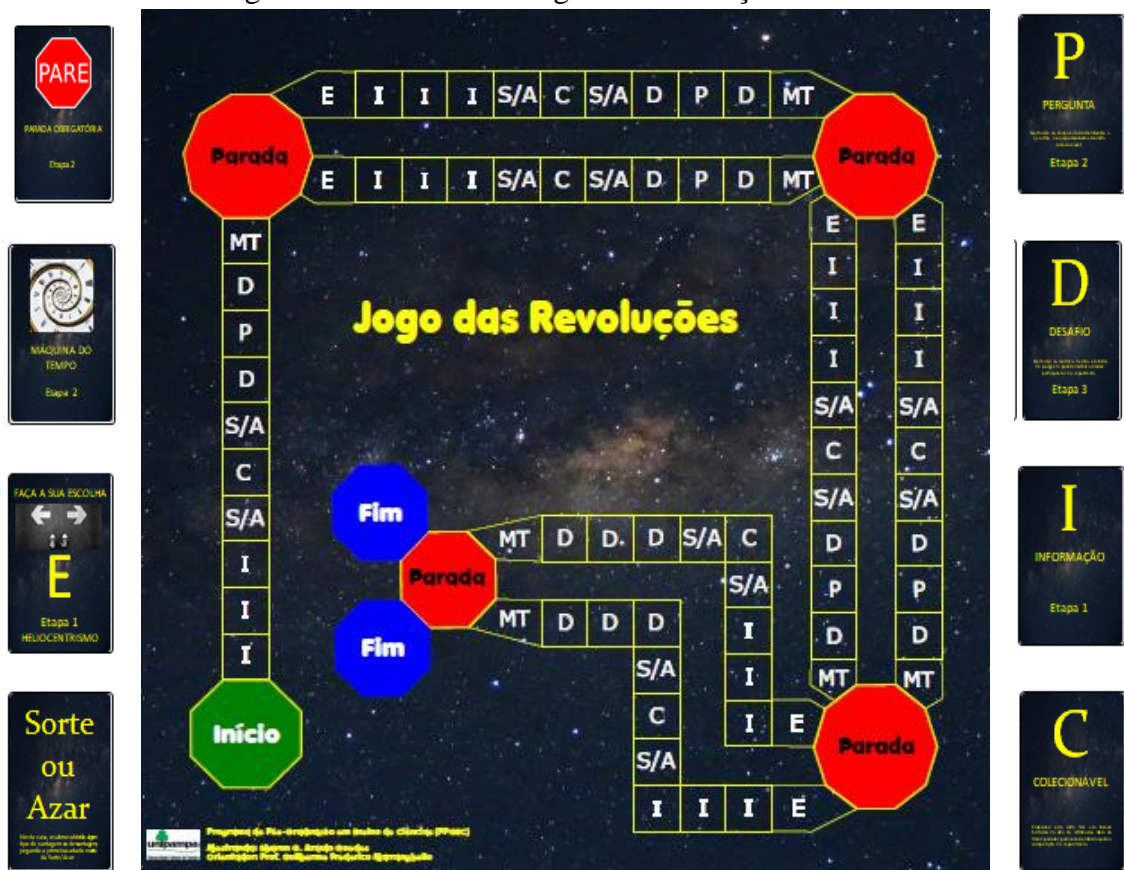 PARE
PARADA OBRIGATÓRIA
Etapa 2
MÁQUINA DO
TEMPO
Etapa 2
FAÇA A SUA ESCOLHA
E
Etapa 1
HELIOCENTRISMO
Sorte
ou
Azar
Parada
E I I I S/A C S/A D P D MT
Parada
E I I I S/A C S/A D P D MT
MT
D
P
D
S/A
C
S/A
I
I
I
Início
Jogo das Revoluções
E
I
I
I
S/A
C
S/A
D
P
D
MT
E
I
I
I
S/A
C
S/A
D
P
D
MT
Parada
Fim
Parada
Fim
MT D D D S/A C
S/A
I
I
I E
MT D D D
S/A
C
S/A
I I I E
unipampa
Programa de Pós-Graduação em Ensino de Ciências (PPGEC)
P
PERGUNTA
Etapa 2
D
DESAFIO
Etapa 3
I
INFORMAÇÃO
Etapa 1
C
COLECIONÁVEL